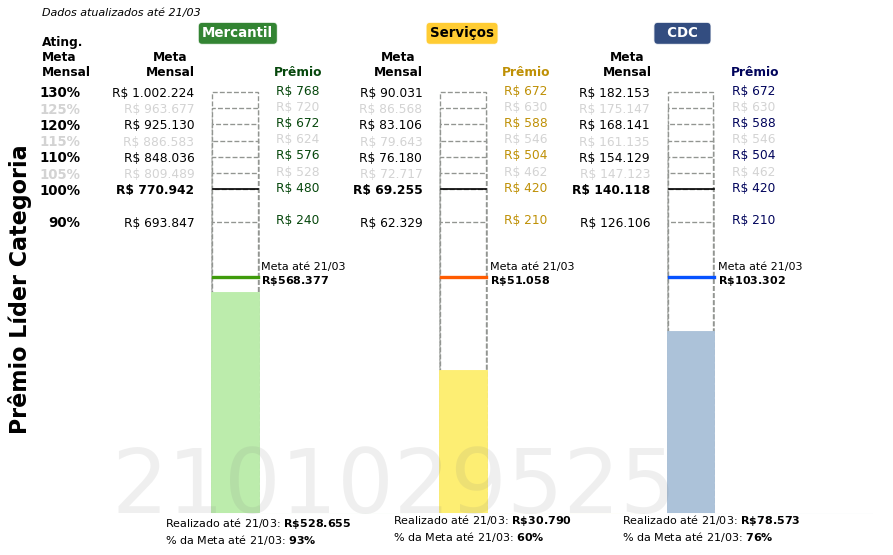 Dados atualizados até 21/03
Mercantil Serviços CDC
Ating. Meta Mensal Meta Mensal Prêmio Meta Mensal Prêmio Meta Mensal Prêmio
130% R$ 1.002.224 R$ 768 R$ 90.031 R$ 672 R$ 182.153 R$ 672
125% R$ 963.677 R$ 720 R$ 86.568 R$ 630 R$ 175.147 R$ 630
120% R$ 925.130 R$ 672 R$ 83.106 R$ 588 R$ 168.141 R$ 588
115% R$ 886.583 R$ 624 R$ 79.643 R$ 546 R$ 161.135 R$ 546
110% R$ 848.036 R$ 576 R$ 76.180 R$ 504 R$ 154.129 R$ 504
105% R$ 809.489 R$ 528 R$ 72.717 R$ 462 R$ 147.123 R$ 462
100% R$ 770.942 R$ 480 R$ 69.255 R$ 420 R$ 140.118 R$ 420
90% R$ 693.847 R$ 240 R$ 62.329 R$ 210 R$ 126.106 R$ 210
Prêmio Líder Categoria
Meta até 21/03 Meta até 21/03 Meta até 21/03
R$568.377 R$51.058 R$103.302
2101029525
Realizado até 21/03: R$528.655 Realizado até 21/03: R$30.790 Realizado até 21/03: R$78.573
% da Meta até 21/03: 93% % da Meta até 21/03: 60% % da Meta até 21/03: 76%